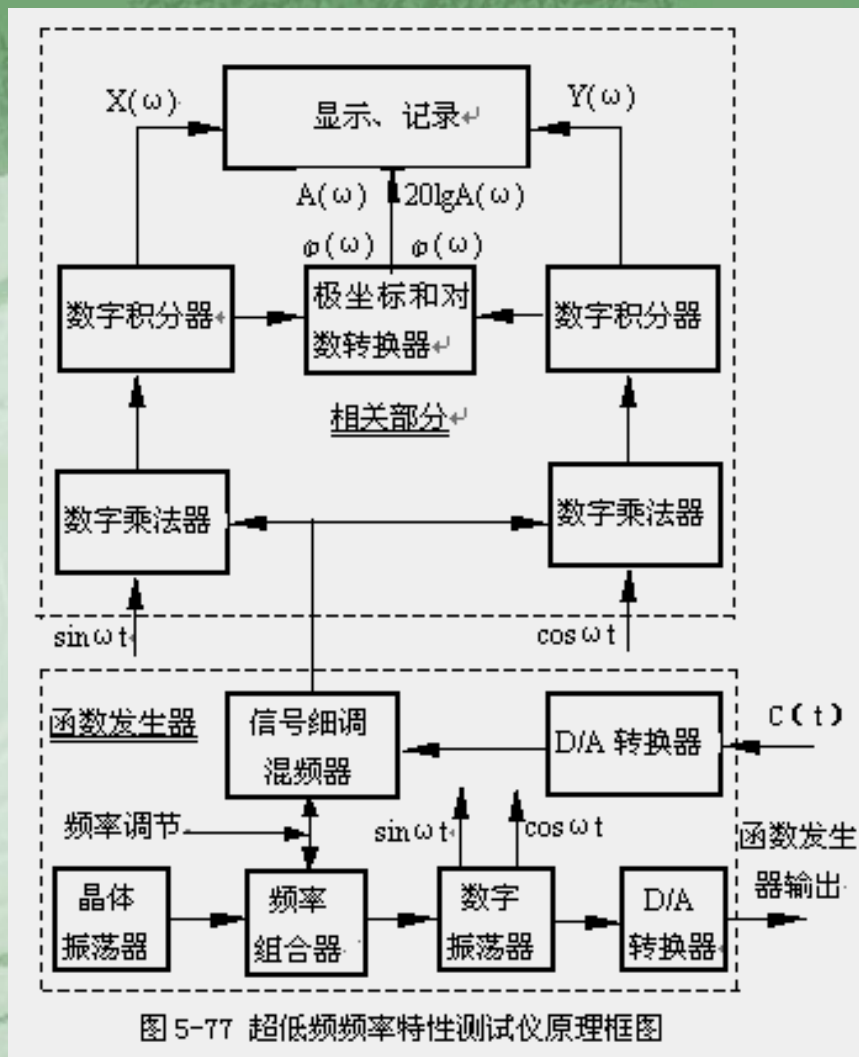 X(ω)
Y(ω)
显示、记录
A(ω) 20lgA(ω)
φ(ω) φ(ω)
数字积分器
极坐标和对
数转换器
数字积分器
相关部分
数字乘法器
数字乘法器
sinωt
cosωt
函数发生器
信号细调
混频器
D/A 转换器
C(t)
频率调节
sinωt
cosωt
函数发生
器输出
晶体
振荡器
频率
组合器
数字
振荡器
D/A
转换器
图 5-77 超低频频率特性测试仪原理框图